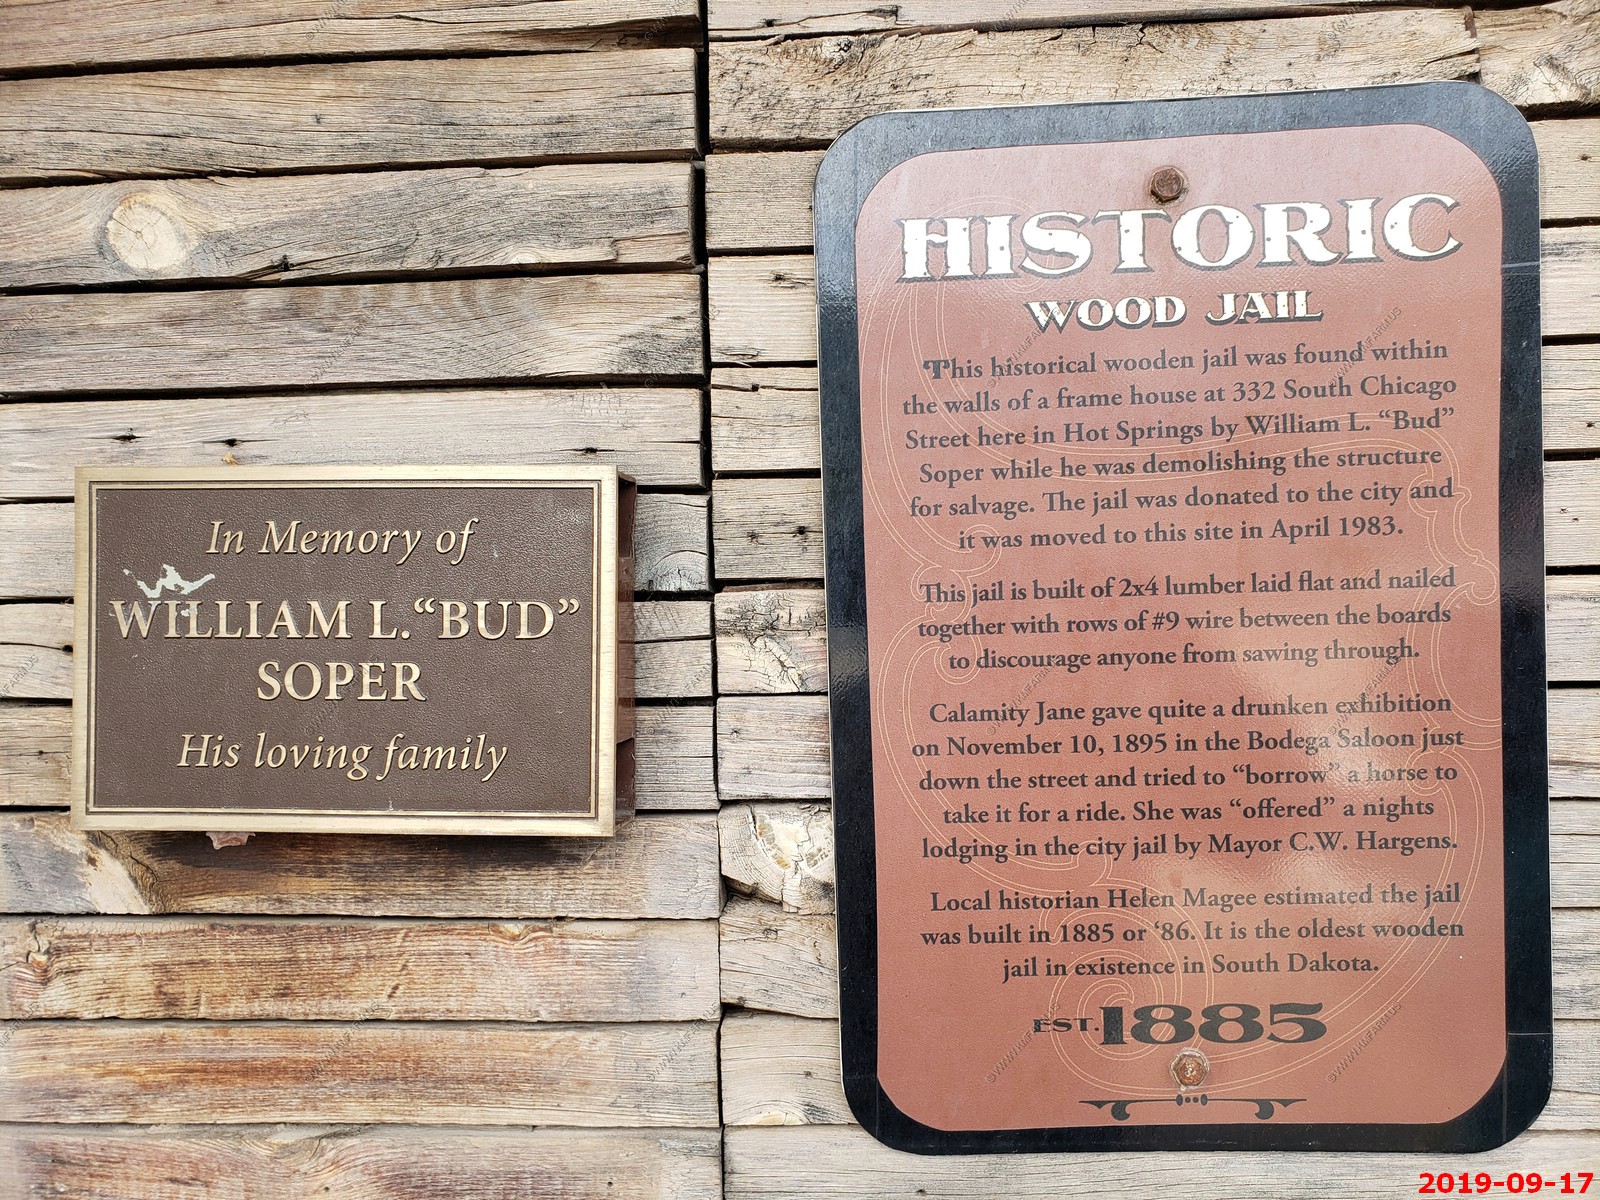 In Memory of
WILLIAM L. “BUD”
SOPER
His loving family
HISTORIC
WOOD JAIL
This historical wooden jail was found within
the walls of a frame house at 332 South Chicago
Street here in Hot Springs by William L. “Bud”
Soper while he was demolishing the structure
for salvage. The jail was donated to the city and
it was moved to this site in April 1983.
This jail is built of 2x4 lumber laid flat and nailed
together with rows of #9 wire between the boards
to discourage anyone from sawing through.
Calamity Jane gave quite a drunken exhibition
on November 10, 1895 in the Bodega Saloon just
down the street and tried to “borrow” a horse to
take it for a ride. She was “offered” a nights
lodging in the city jail by Mayor C.W. Hargens.
Local historian Helen Magee estimated the jail
was built in 1885 or ‘86. It is the oldest wooden
jail in existence in South Dakota.
EST. 1885
2019-09-17